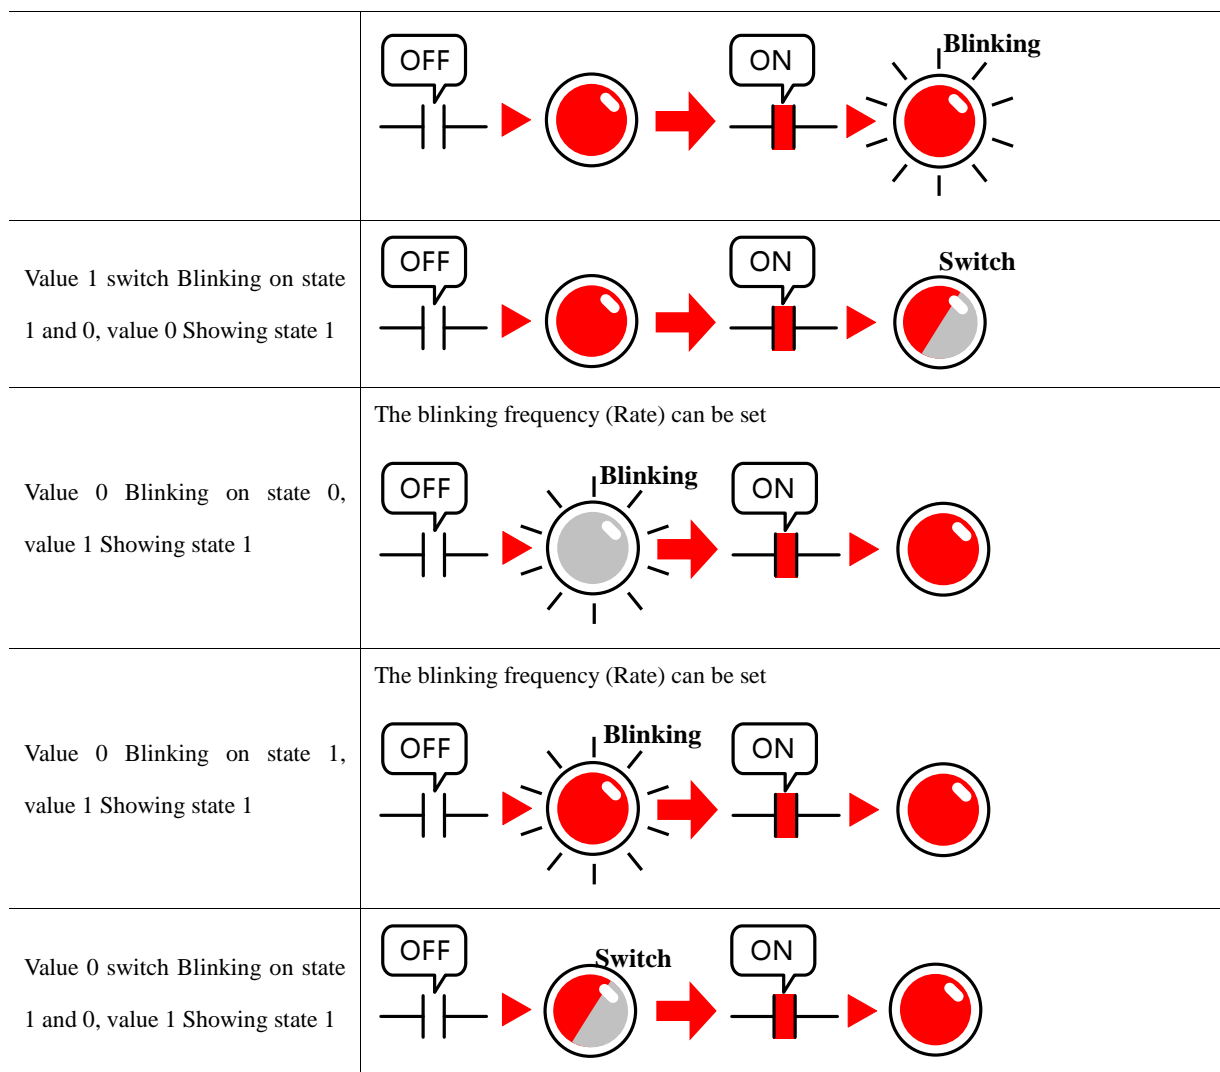 OFF
ON
Blinking
Value 1 switch Blinking on state
1 and 0, value 0 Showing state 1
OFF
ON
Switch
The blinking frequency (Rate) can be set
Value 0 Blinking on state 0,
value 1 Showing state 1
OFF
Blinking
ON
The blinking frequency (Rate) can be set
Value 0 Blinking on state 1,
value 1 Showing state 1
OFF
Blinking
ON
Value 0 switch Blinking on state
1 and 0, value 1 Showing state 1
OFF
Switch
ON